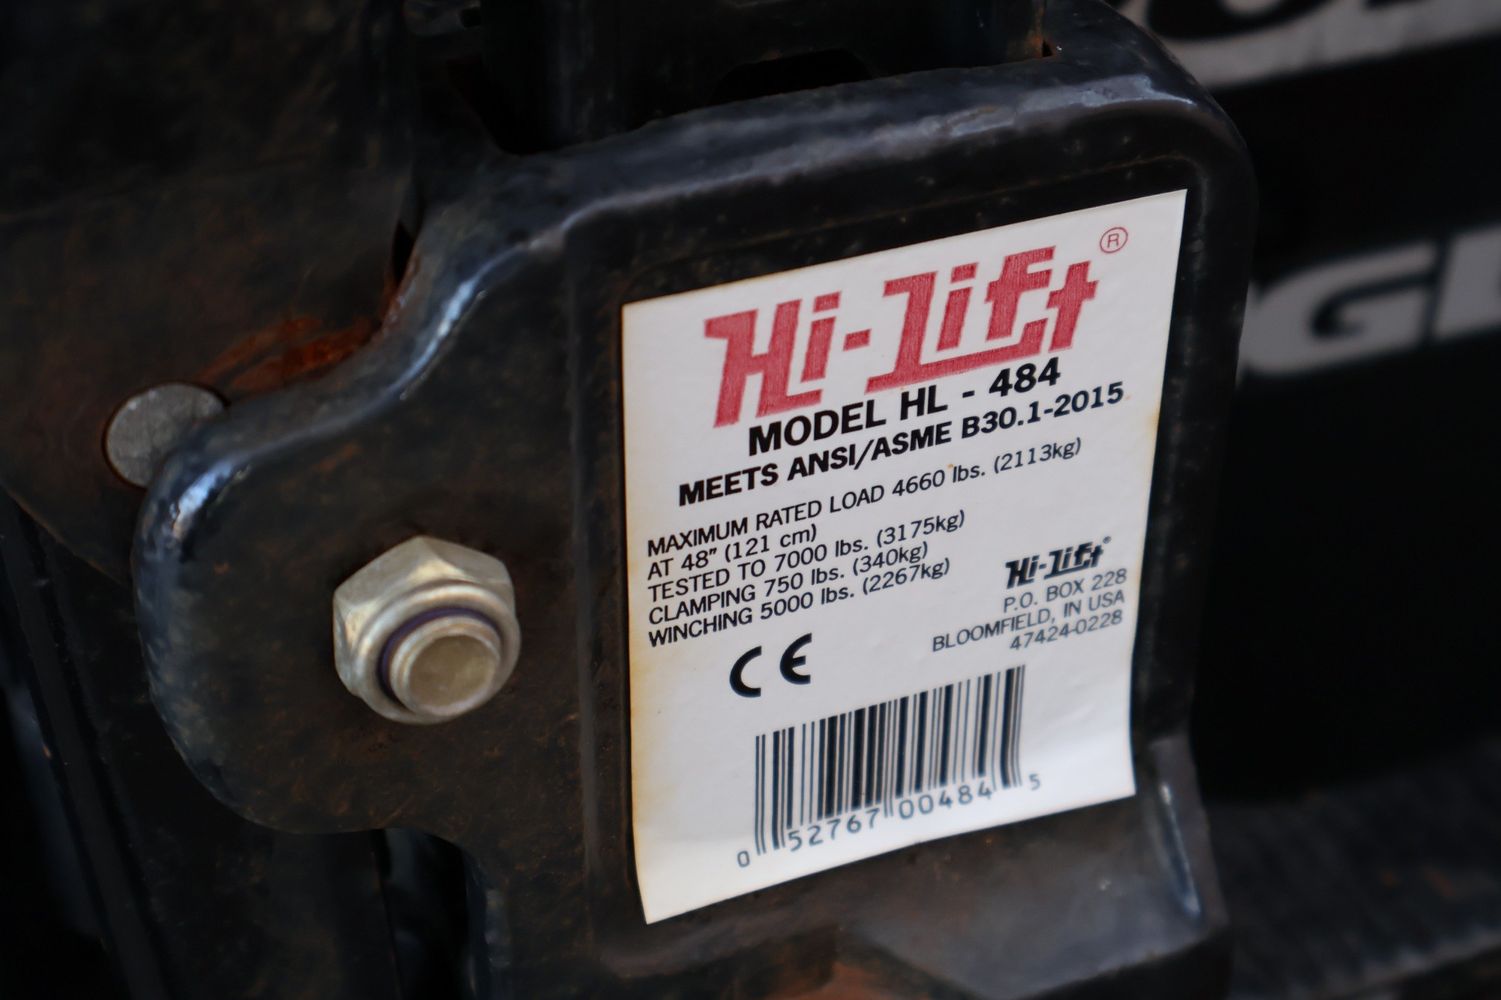 Hi-Lift®
MODEL HL - 484
MEETS ANSI/ASME B30.1-2015
MAXIMUM RATED LOAD 4660 lbs. (2113kg)
AT 48” (121 cm)
TESTED TO 7000 lbs. (3175kg)
CLAMPING 750 lbs. (340kg)
WINCHING 5000 lbs. (2267kg)
Hi-Lift®
P.O. BOX 228
BLOOMFIELD, IN USA
47424-0228
CE
0 52767 00484 5